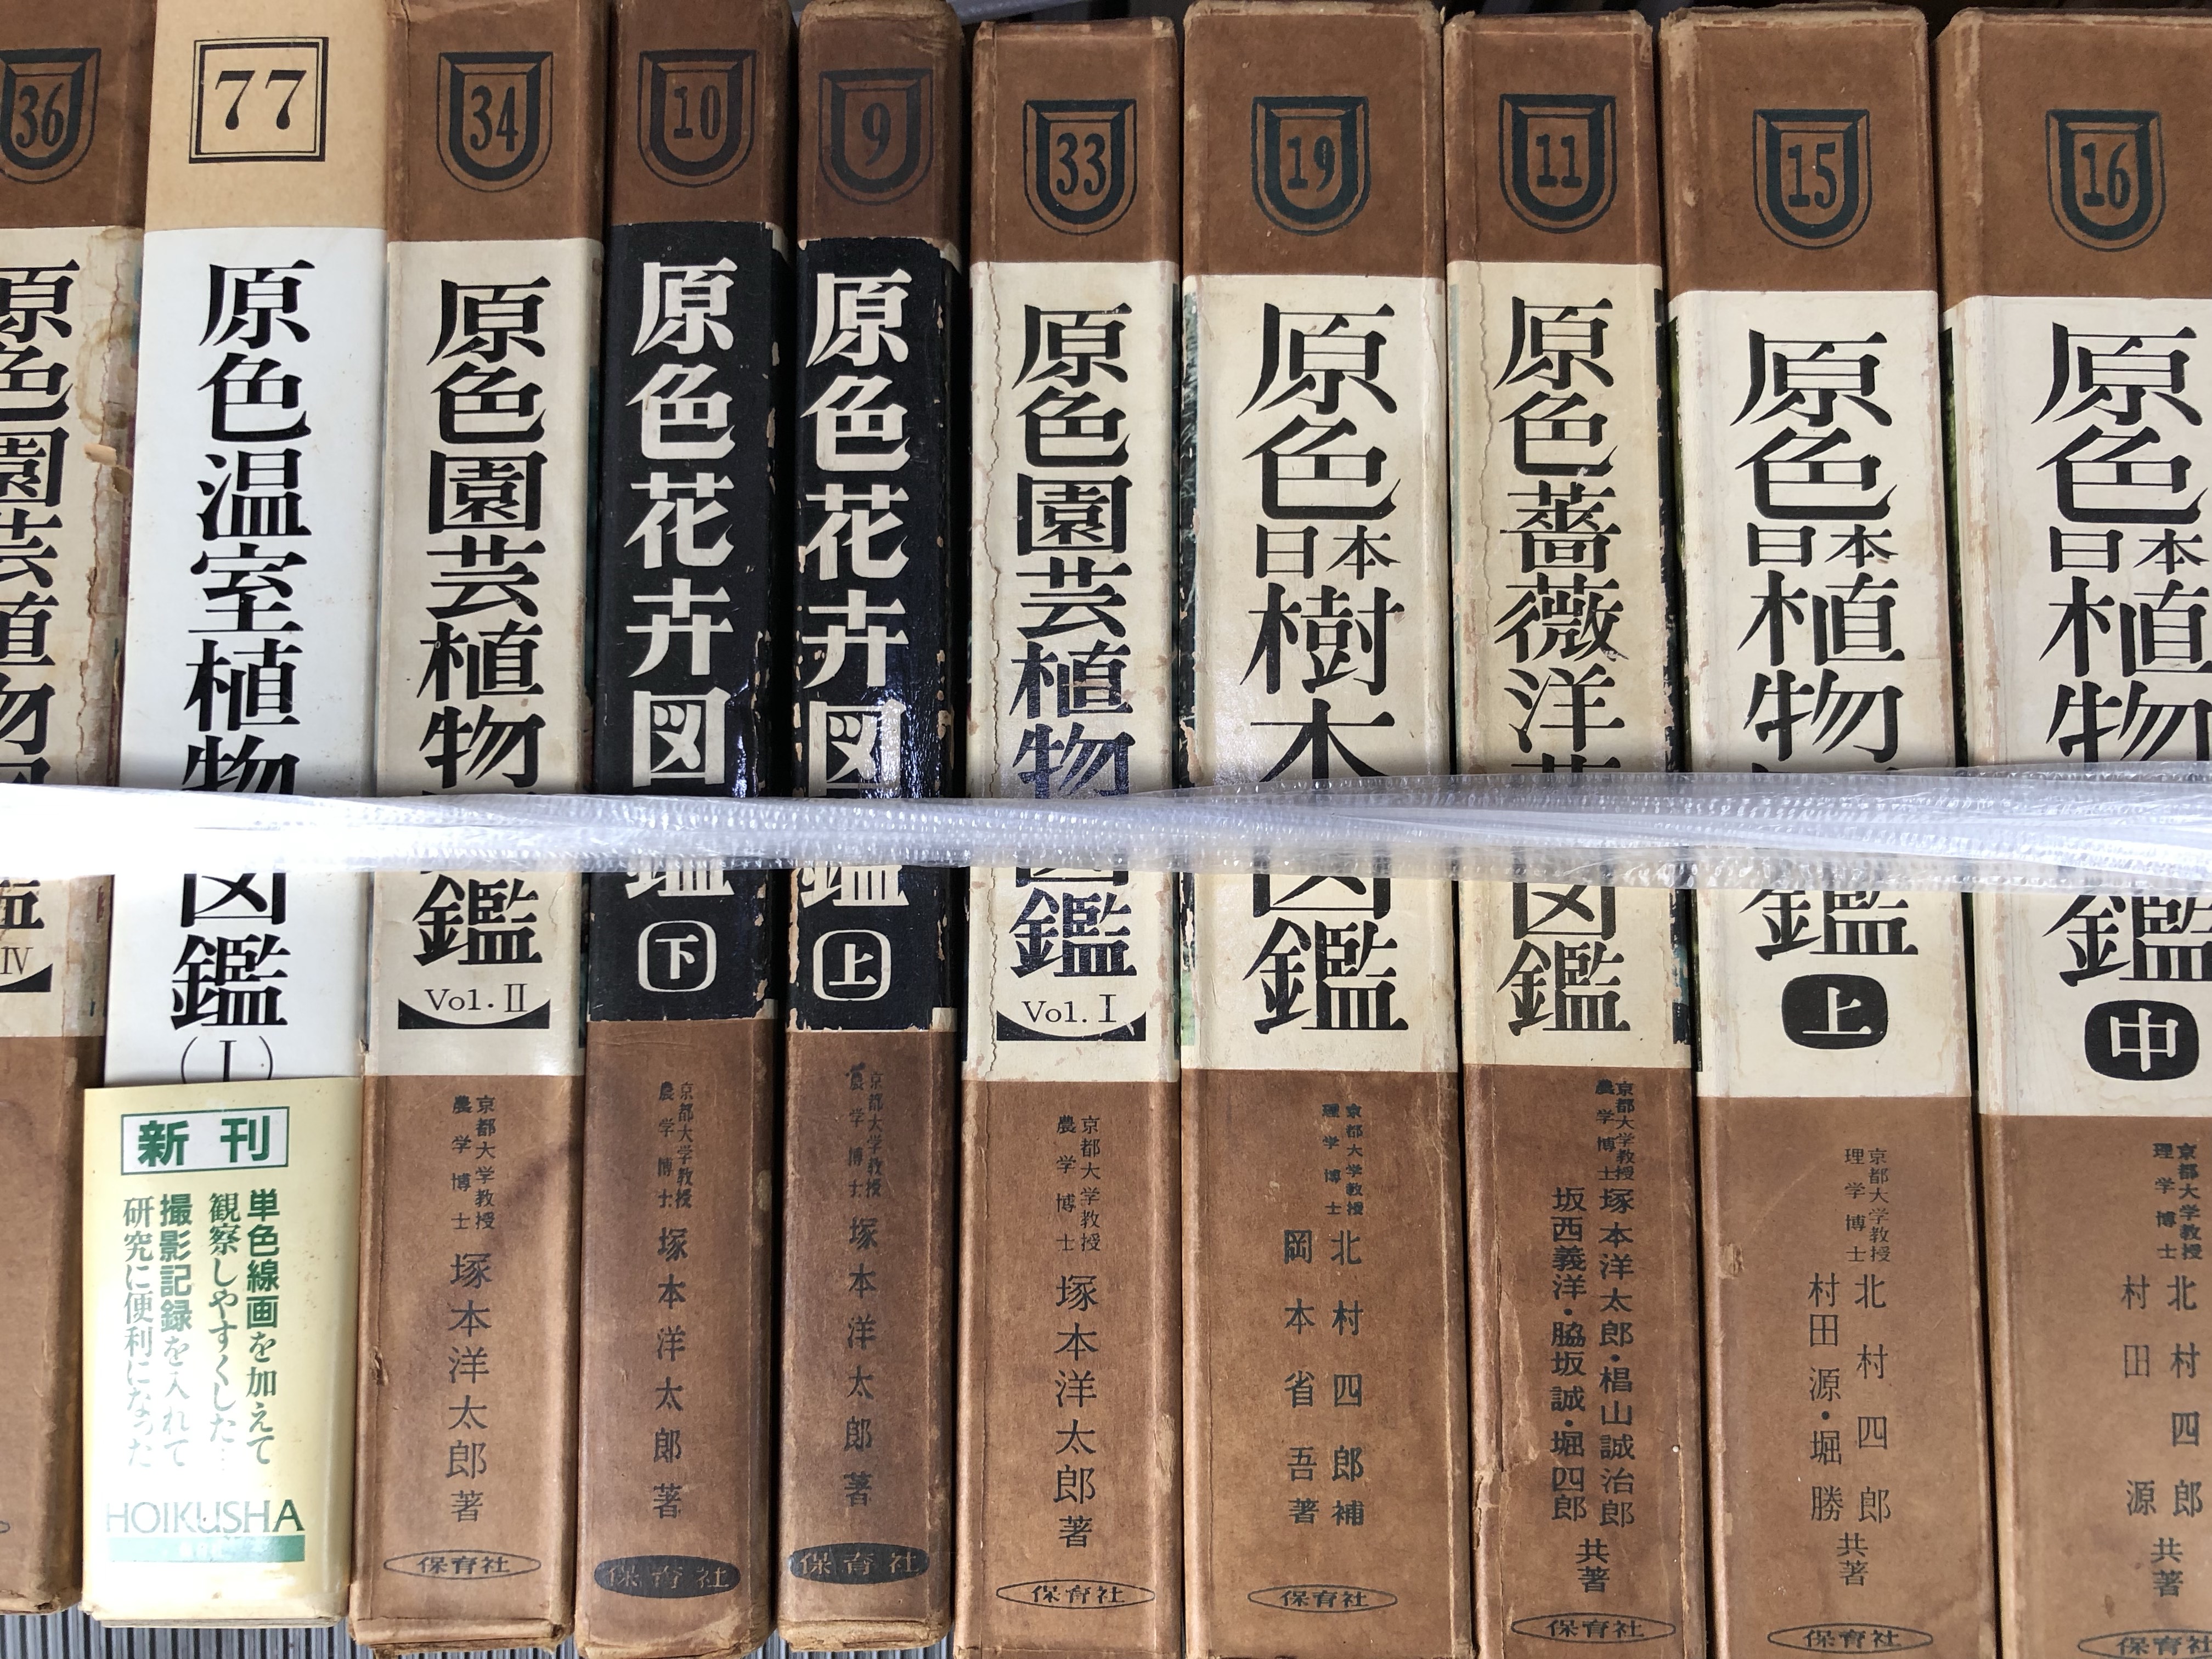 36
原色園芸植物図鑑
IV
77
原色温室植物図鑑
(I)
新刊
単色線画を加えて
観察しやすくした…
撮影記録を入れて
研究に便利になった
HOIKUSHA
34
原色園芸植物図鑑
Vol.II
京都大学教授
農学博士
塚本洋太郎著
保育社
10
原色花卉図鑑
下
京都大学教授
農学博士
塚本洋太郎著
保育社
9
原色花卉図鑑
上
京都大学教授
農学博士
塚本洋太郎著
保育社
33
原色園芸植物図鑑
Vol.I
京都大学教授
農学博士
塚本洋太郎著
保育社
19
原色日本樹木図鑑
京都大学教授
理学博士
北村四郎補
岡本省吾著
保育社
11
原色薔薇洋蘭図鑑
京都大学教授
農学博士
塚本洋太郎・椙山誠治郎
坂西義洋・脇坂誠・堀四郎
共著
保育社
15
原色日本植物図鑑
上
京都大学教授
理学博士
北村四郎
村田源・堀勝
共著
保育社
16
原色日本植物図鑑
中
京都大学教授
理学博士
北村四郎
村田源
共著
保育社